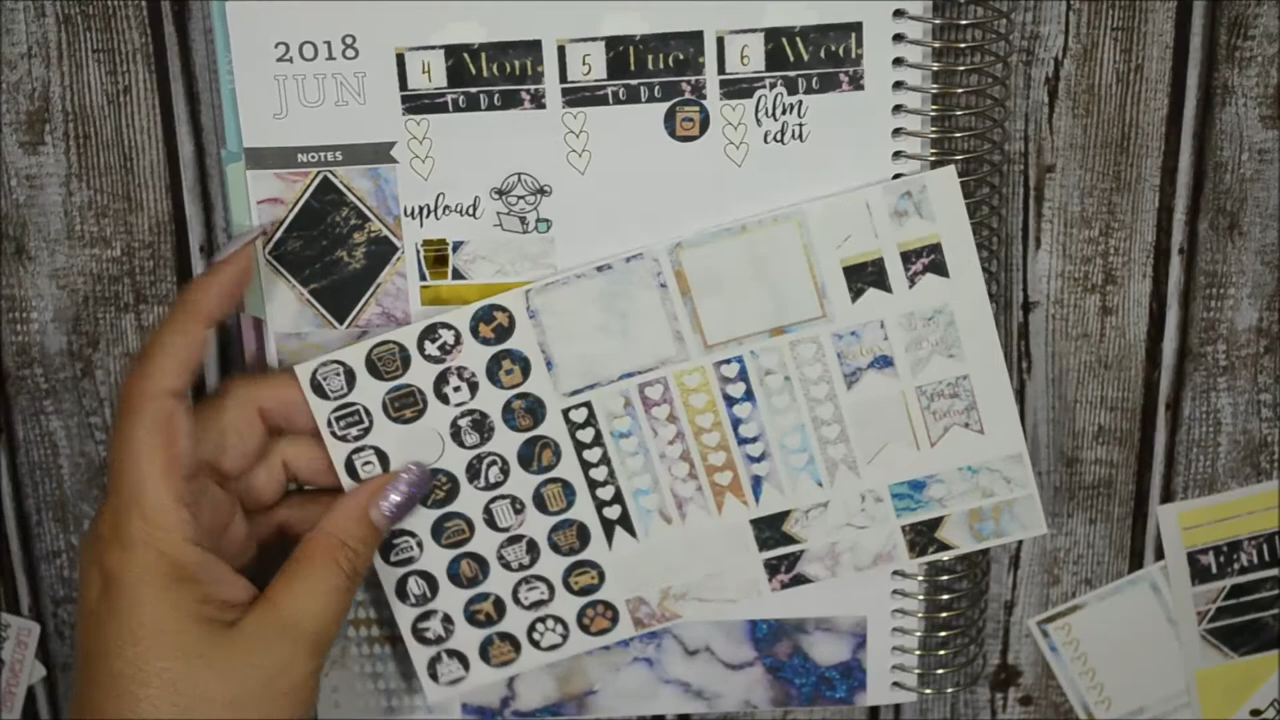 2018
JUN
4 Mon.
TO DO
5 Tue.
TO DO
6 Wed.
TO DO
film
edit
NOTES
upload